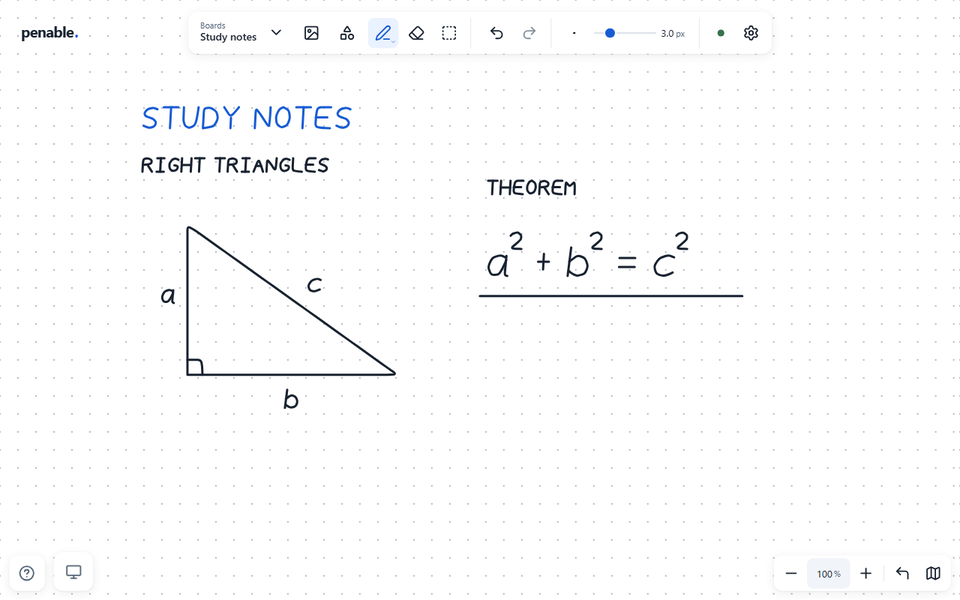 penable.
Boards
Study notes
3.0 px
STUDY NOTES
RIGHT TRIANGLES
THEOREM
a² + b² = c²
a
c
b
100%